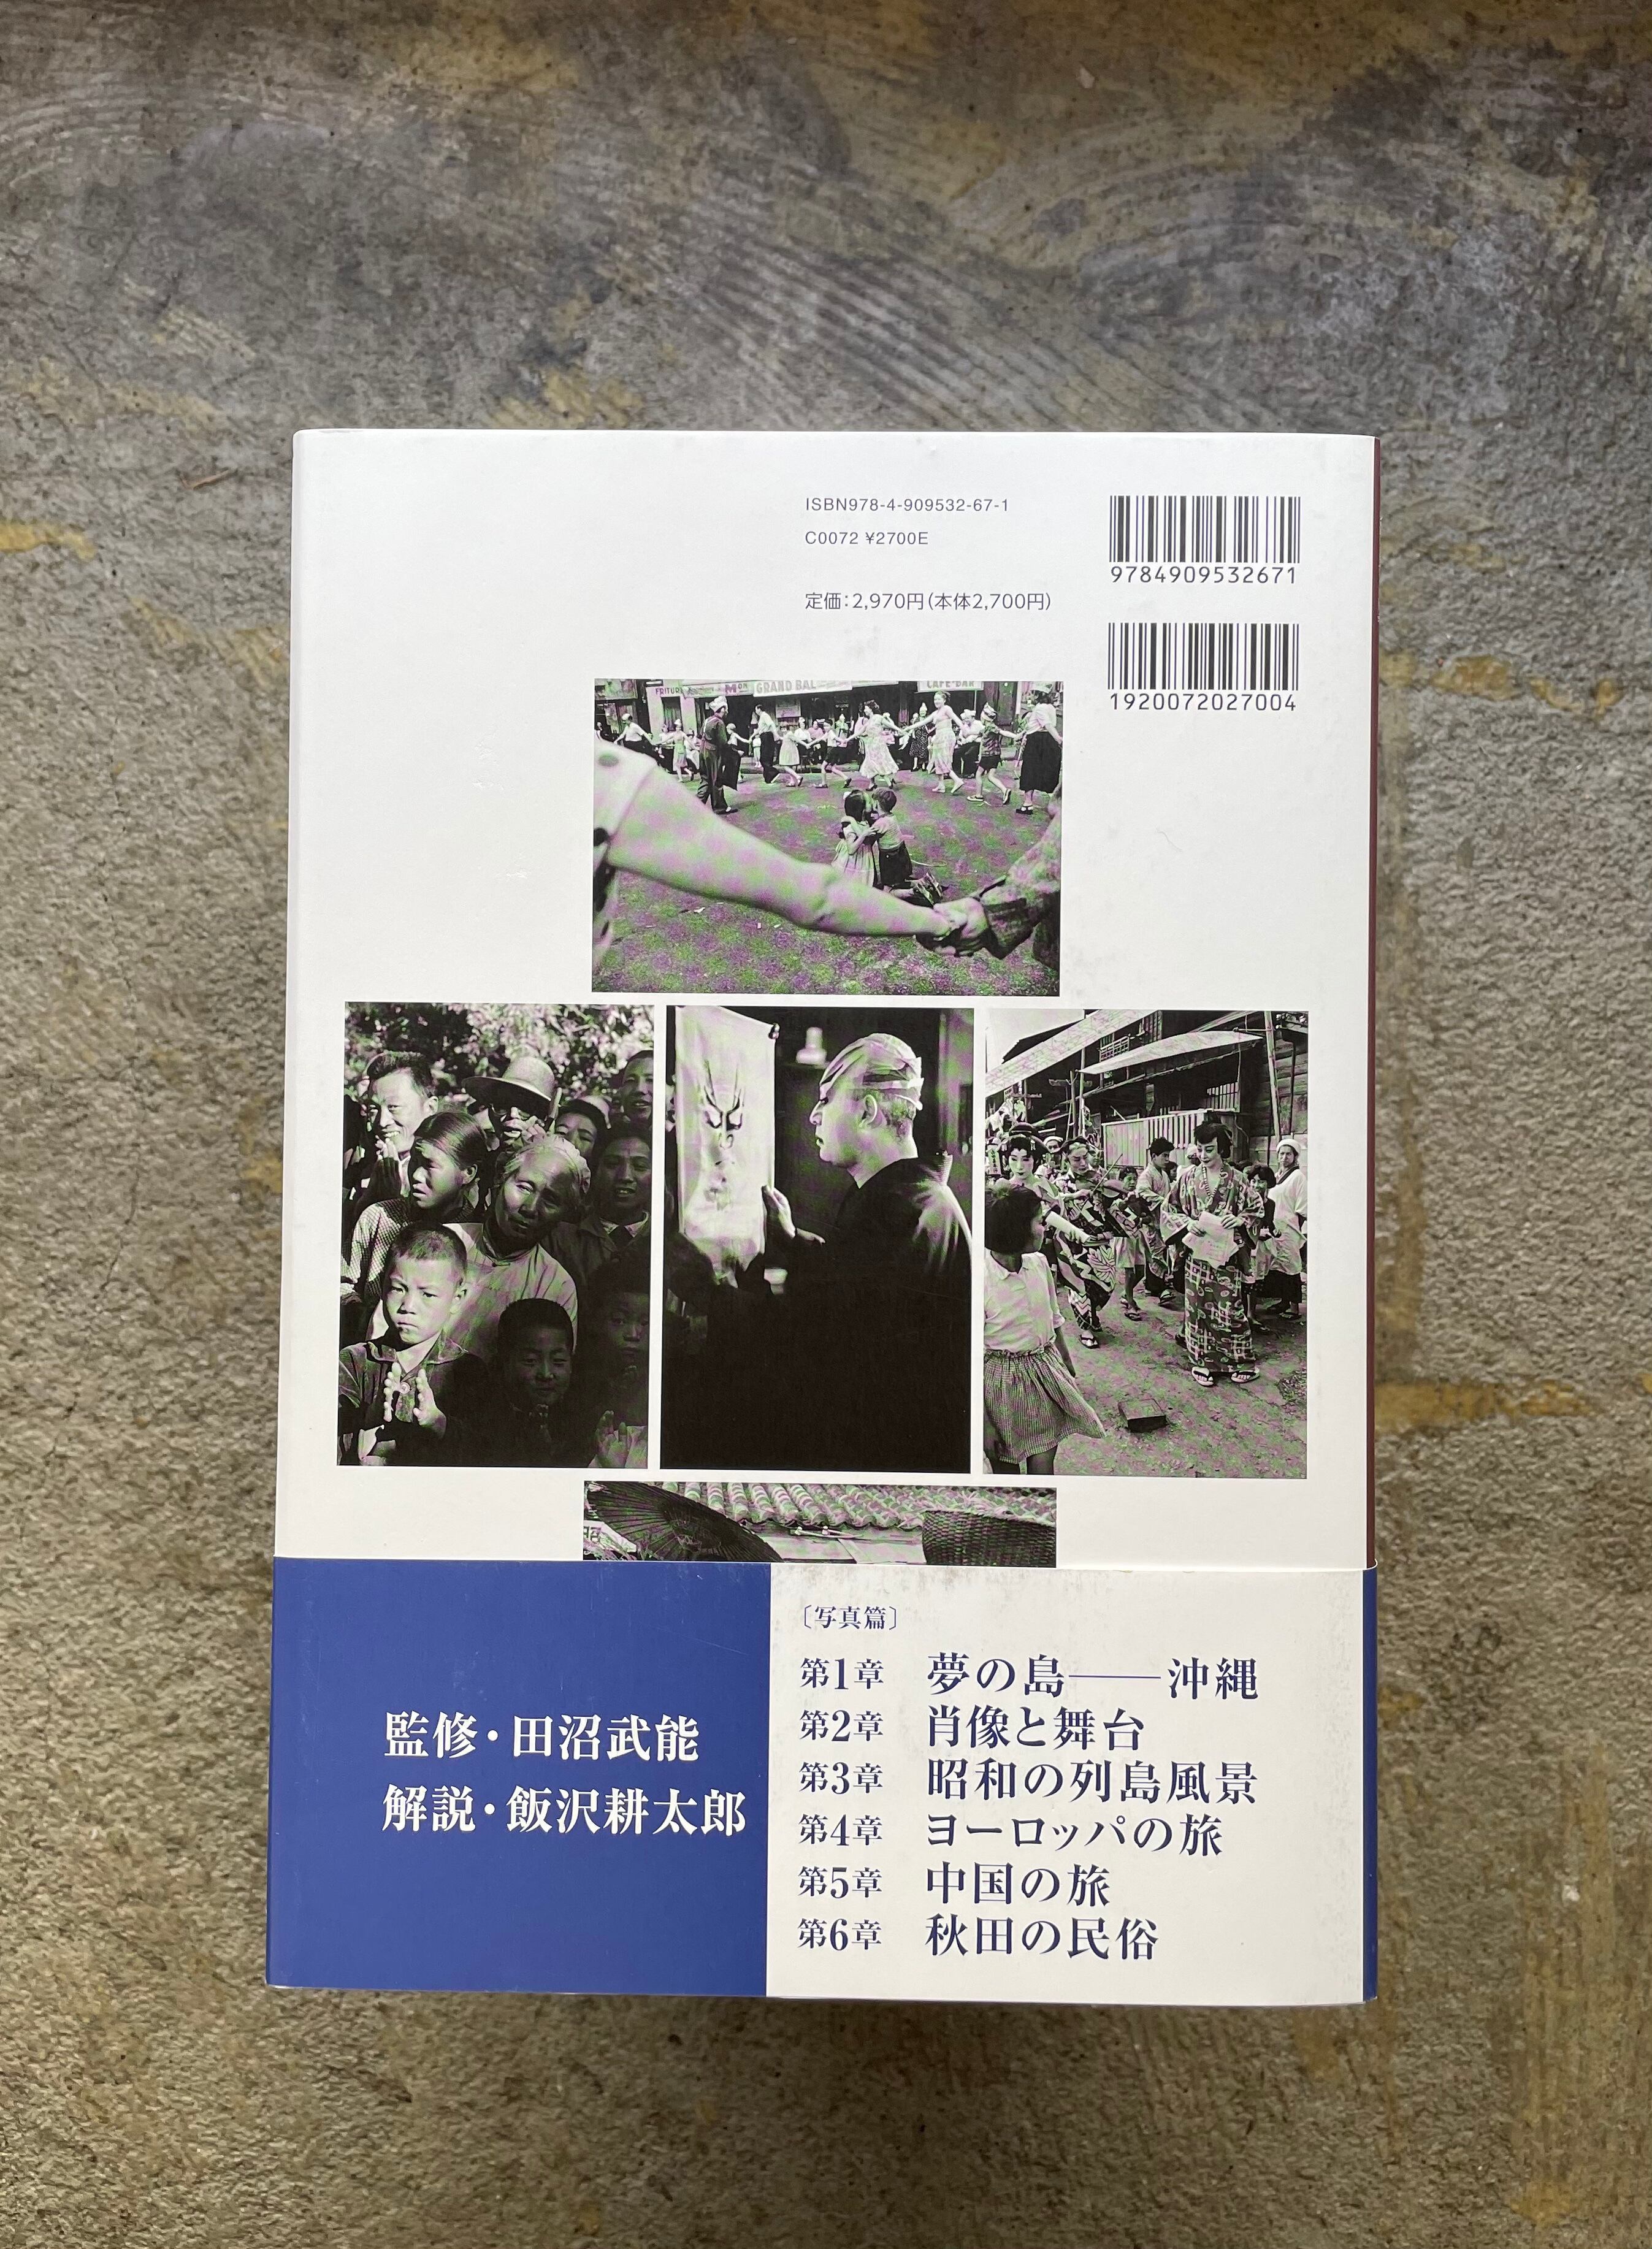 ISBN978-4-909532-67-1
C0072 ¥2700E
定価：2,970円（本体2,700円）
9784909532671
1920072027004
GRAND BAL
CAFE-BAR
監修・田沼武能
解説・飯沢耕太郎
〔写真篇〕
第1章 夢の島――沖縄
第2章 肖像と舞台
第3章 昭和の列島風景
第4章 ヨーロッパの旅
第5章 中国の旅
第6章 秋田の民俗